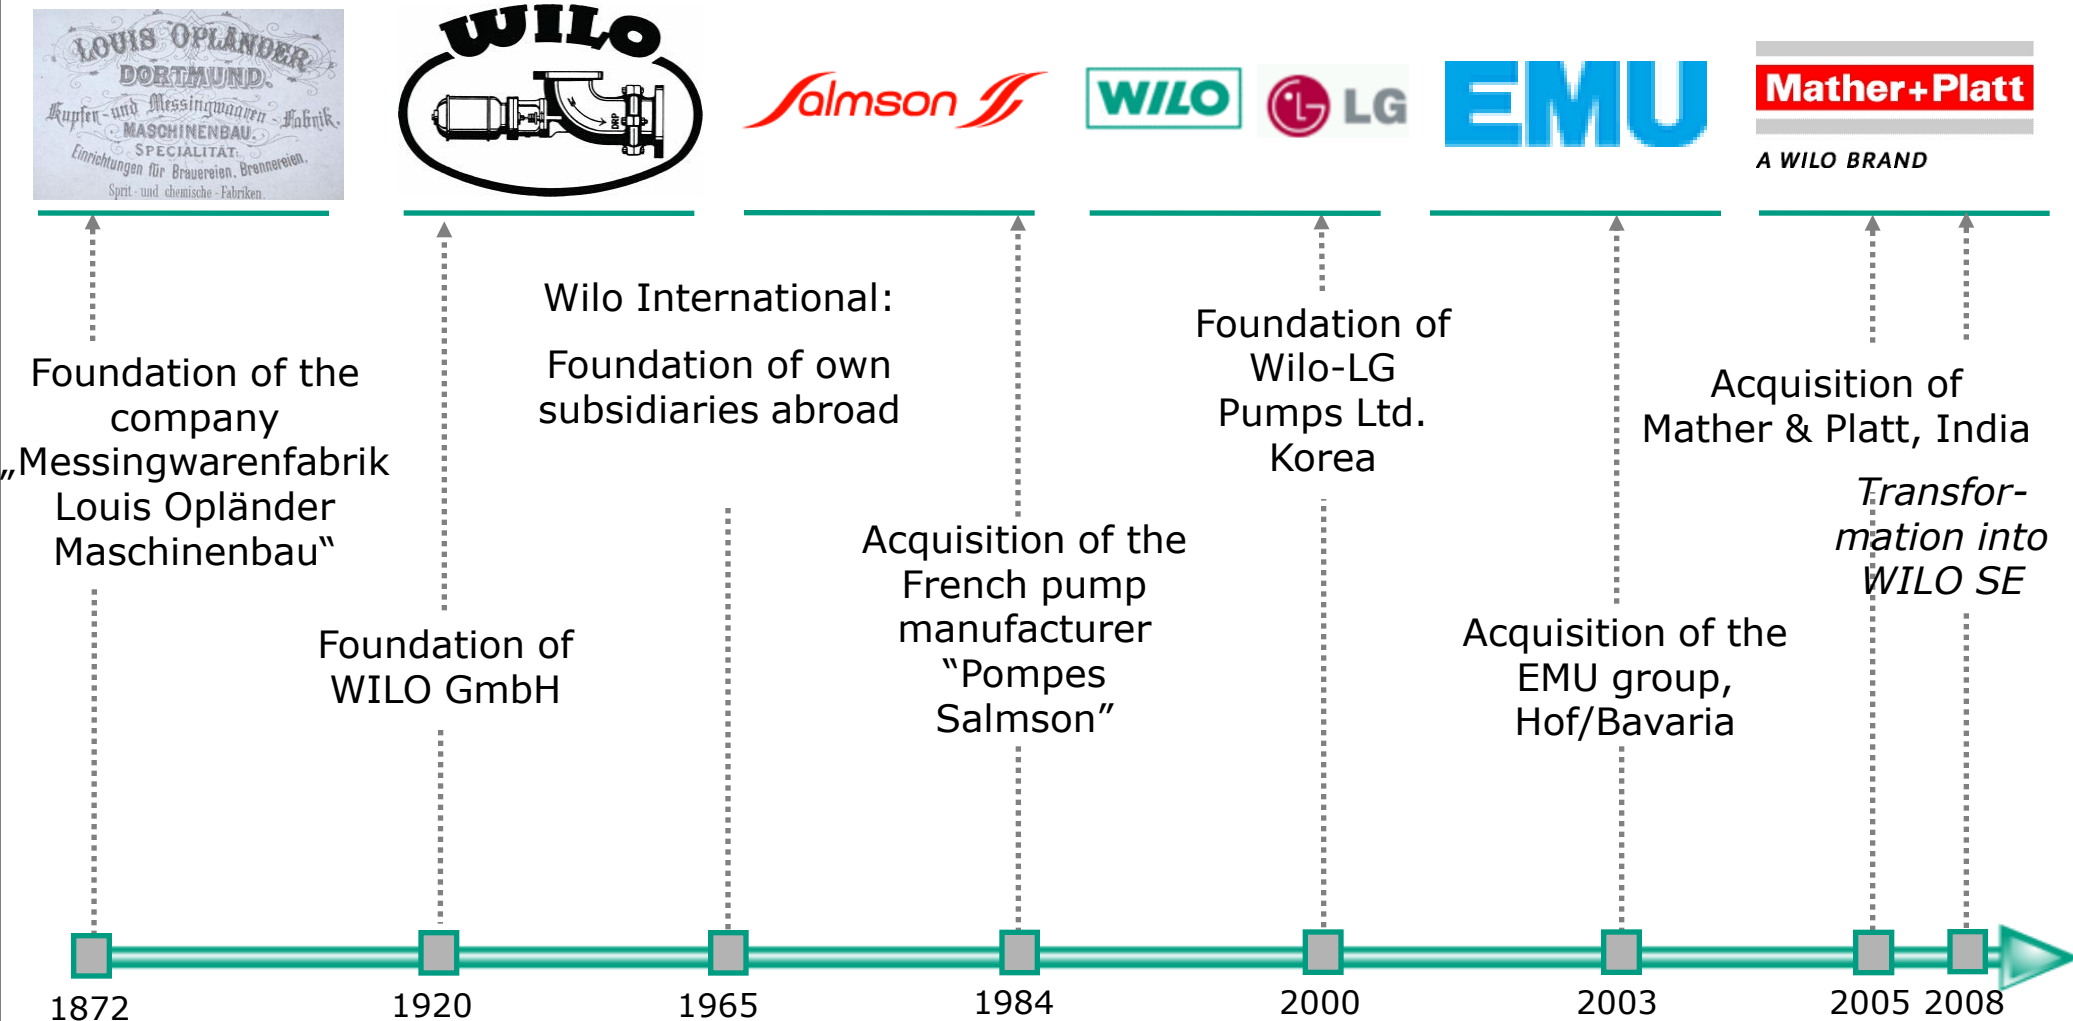 LOUIS OPLÄNDER
DORTMUND.
Kupfer- und Messingwaaren - Fabrik.
MASCHINENBAU.
SPECIALITÄT:
Einrichtungen für Brauereien, Brennereien,
Sprit- und chemische - Fabriken.
WILO
DRP
Salmson
WILO
LG
EMU
Mather+Platt
A WILO BRAND
Foundation of the
company
„Messingwarenfabrik
Louis Opländer
Maschinenbau“
Foundation of
WILO GmbH
Wilo International:
Foundation of own
subsidiaries abroad
Acquisition of the
French pump
manufacturer
“Pompes
Salmson”
Foundation of
Wilo-LG
Pumps Ltd.
Korea
Acquisition of the
EMU group,
Hof/Bavaria
Acquisition of
Mather & Platt, India
Transfor-
mation into
WILO SE
1872
1920
1965
1984
2000
2003
2005
2008